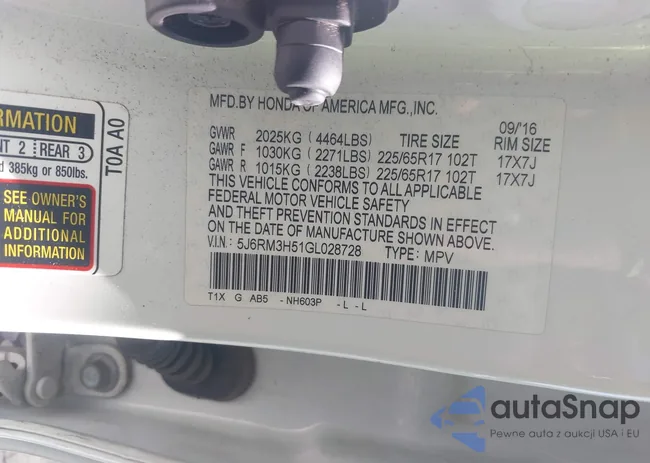 MFD.BY HONDA OF AMERICA MFG.,INC.
09/'16
GVWR 2025KG (4464LBS) TIRE SIZE RIM SIZE
GAWR F 1030KG (2271LBS) 225/65R17 102T 17X7J
GAWR R 1015KG (2238LBS) 225/65R17 102T 17X7J
THIS VEHICLE CONFORMS TO ALL APPLICABLE
FEDERAL MOTOR VEHICLE SAFETY
AND THEFT PREVENTION STANDARDS IN EFFECT
ON THE DATE OF MANUFACTURE SHOWN ABOVE.
V.I.N.: 5J6RM3H51GL028728 TYPE: MPV
T1X G AB5 -NH603P -L -L
RMATION
NT 2 REAR 3
d 385kg or 850lbs.
SEE OWNER'S
MANUAL FOR
ADDITIONAL
INFORMATION
T0A A0
autaSnap
Pewne auta z aukcji USA i EU